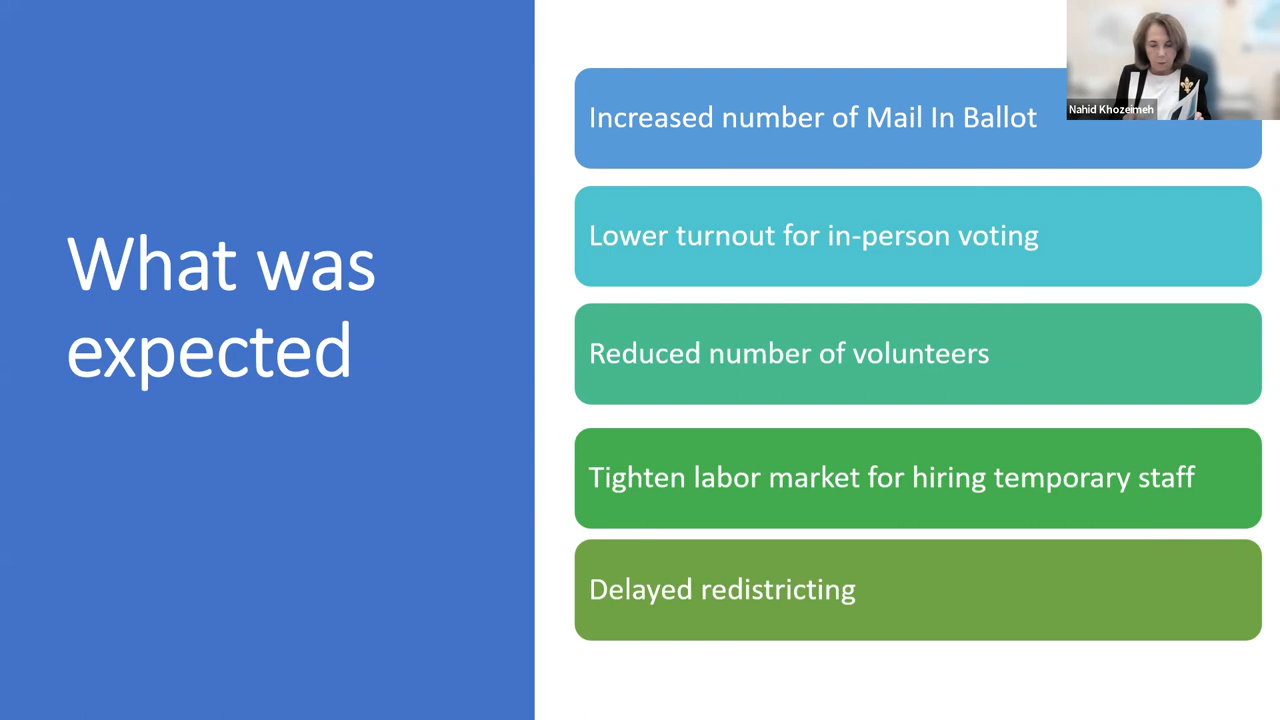 What was
expected
Increased number of Mail In Ballot
Nahid Khozeimeh
Lower turnout for in-person voting
Reduced number of volunteers
Tighten labor market for hiring temporary staff
Delayed redistricting